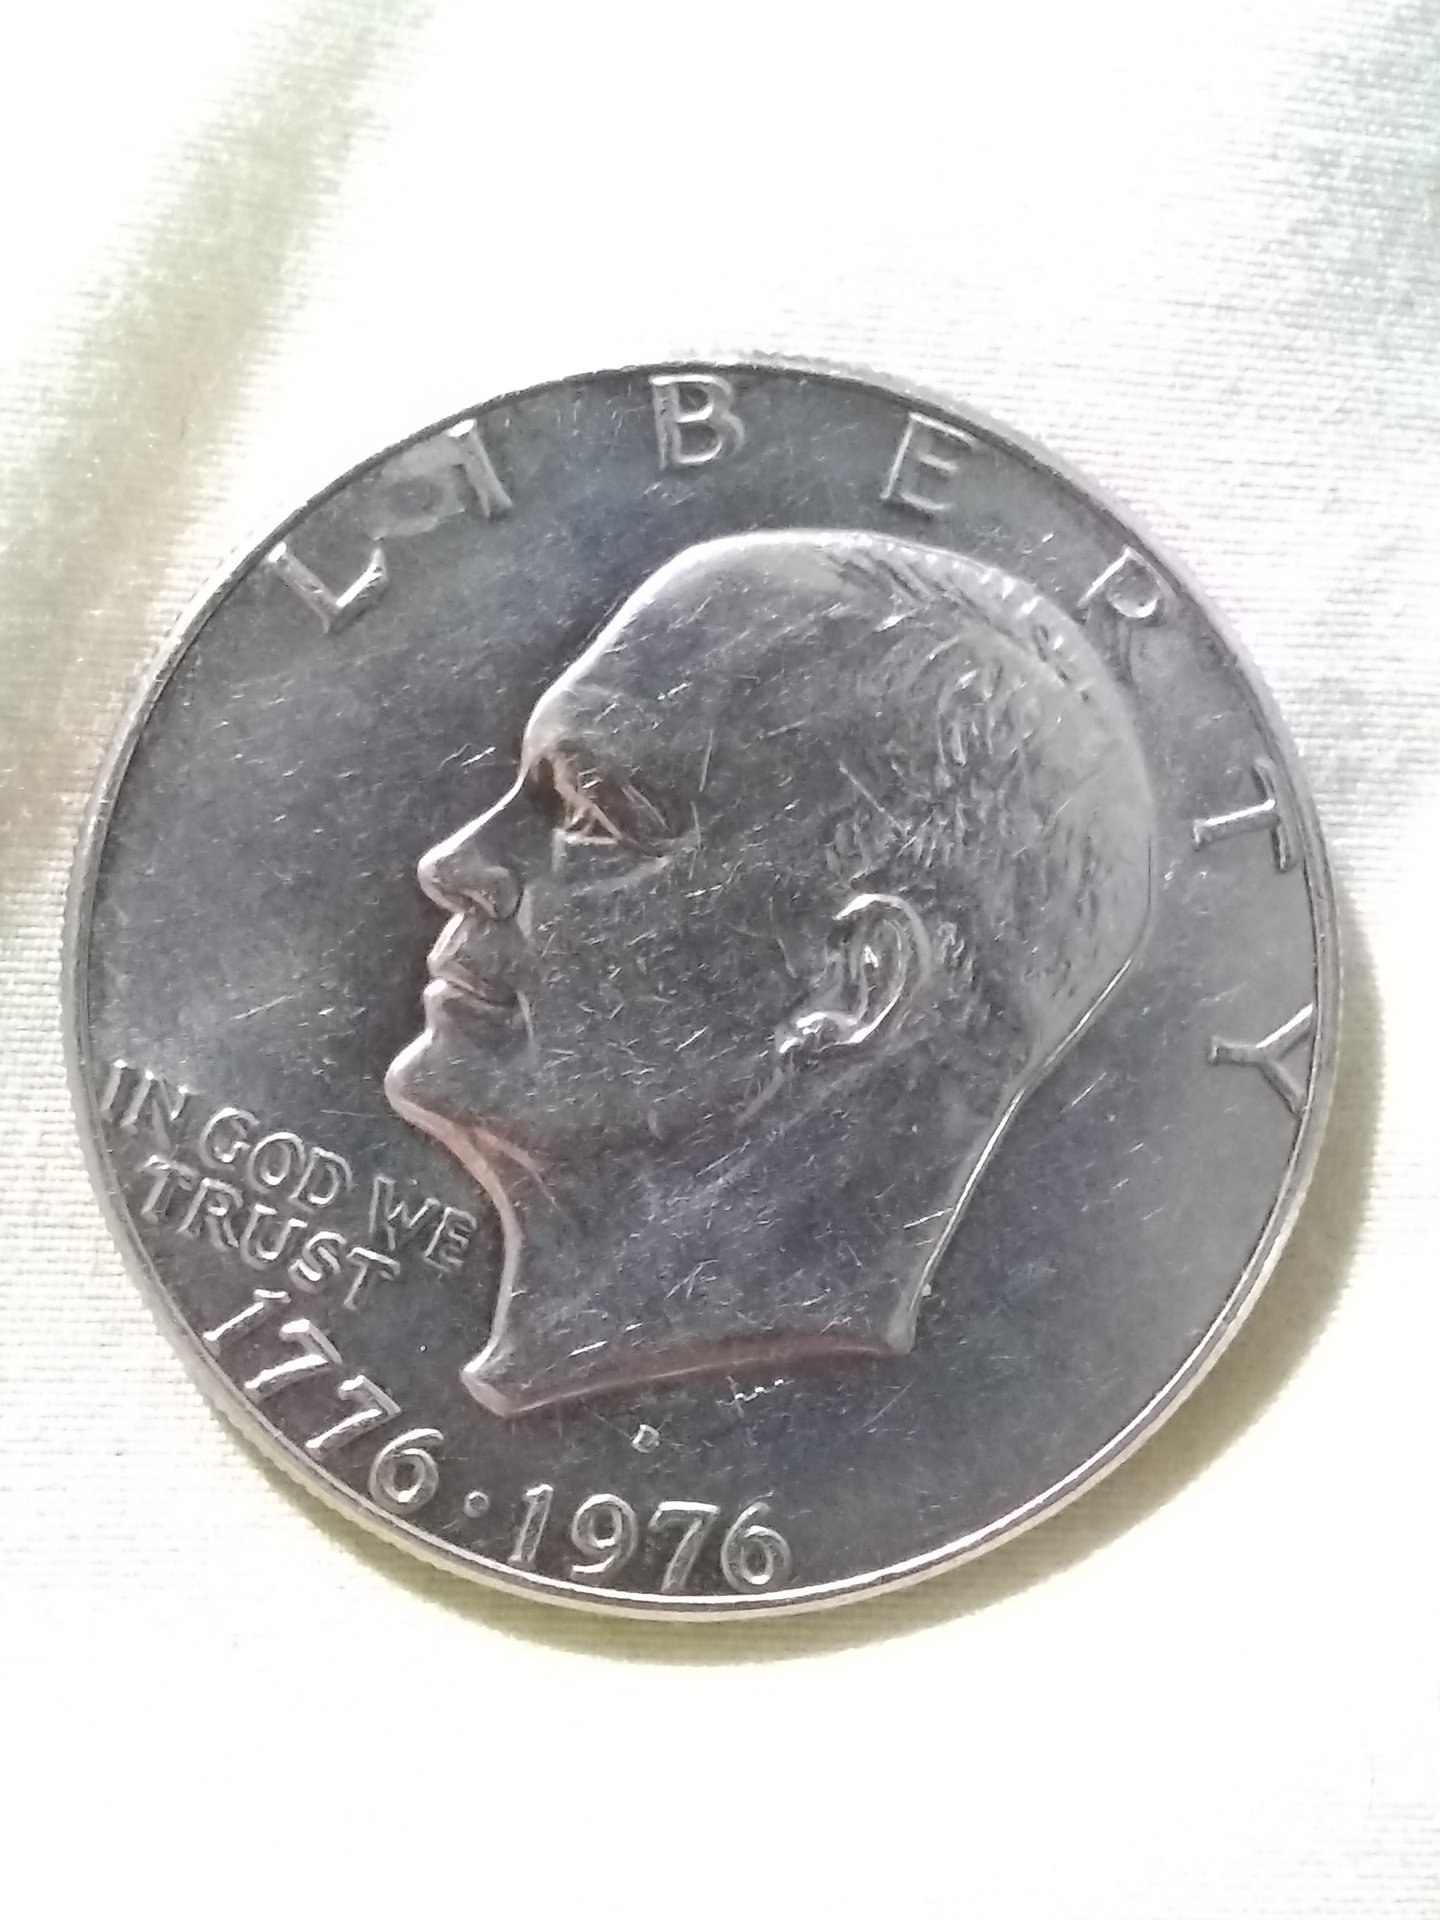 LIBERTY
IN GOD WE
TRUST
1776·1976
D